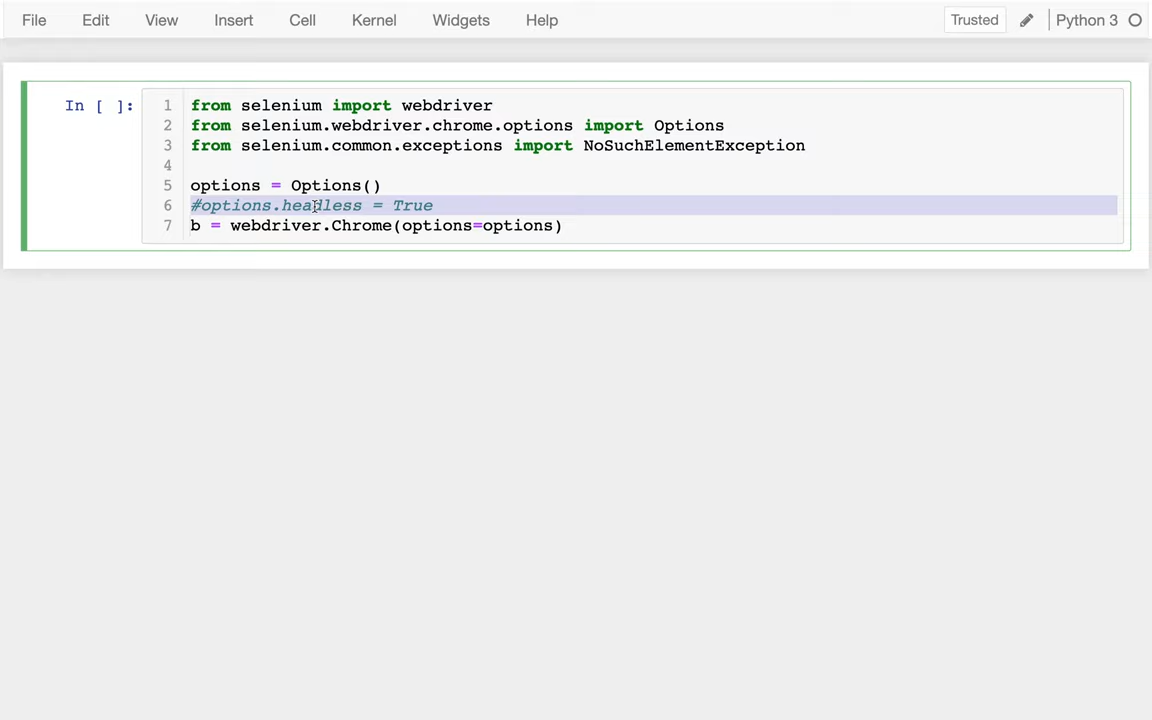 File Edit View Insert Cell Kernel Widgets Help Trusted Python 3
In [ ]:
1 from selenium import webdriver
2 from selenium.webdriver.chrome.options import Options
3 from selenium.common.exceptions import NoSuchElementException
4
5 options = Options()
6 #options.headless = True
7 b = webdriver.Chrome(options=options)